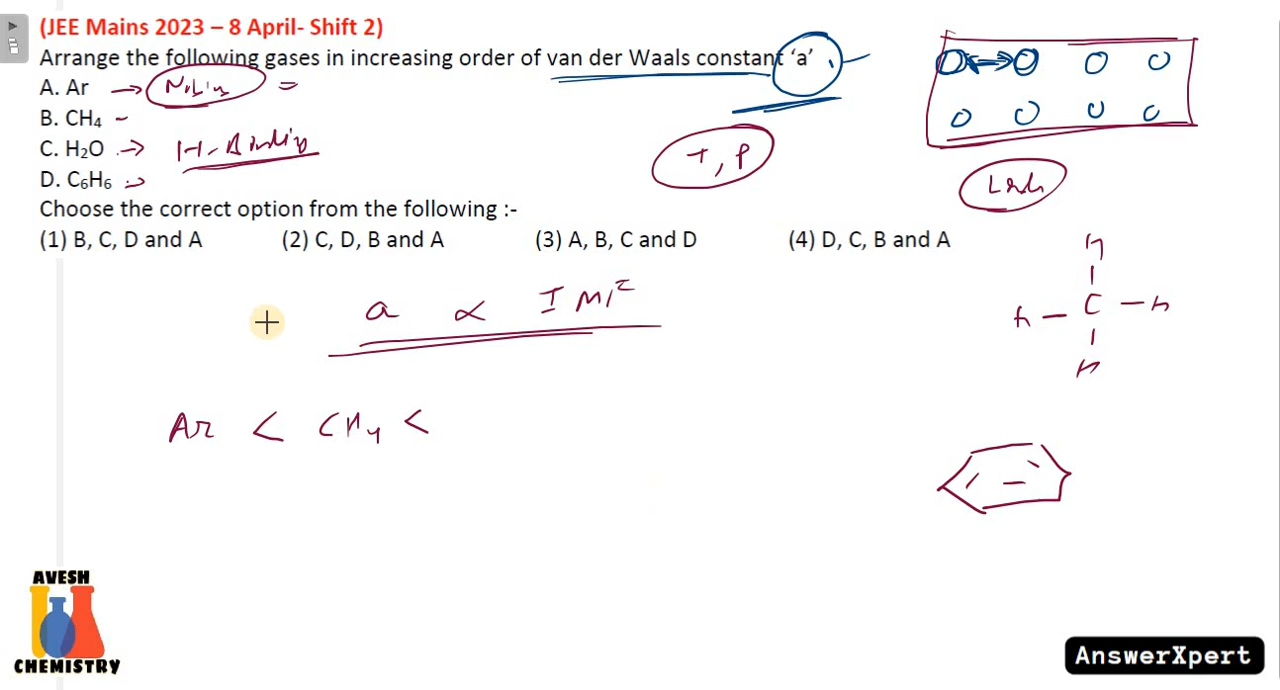 (JEE Mains 2023 – 8 April- Shift 2)
Arrange the following gases in increasing order of van der Waals constant ‘a’
A. Ar →
B. CH₄ –
C. H₂O → H-Bonding
D. C₆H₆
T, P
Choose the correct option from the following :-
(1) B, C, D and A (2) C, D, B and A (3) A, B, C and D (4) D, C, B and A
a ∝ IMF
H
|
H – C – H
|
H
Ar < CH₄ <
AVESH
CHEMISTRY
AnswerXpert